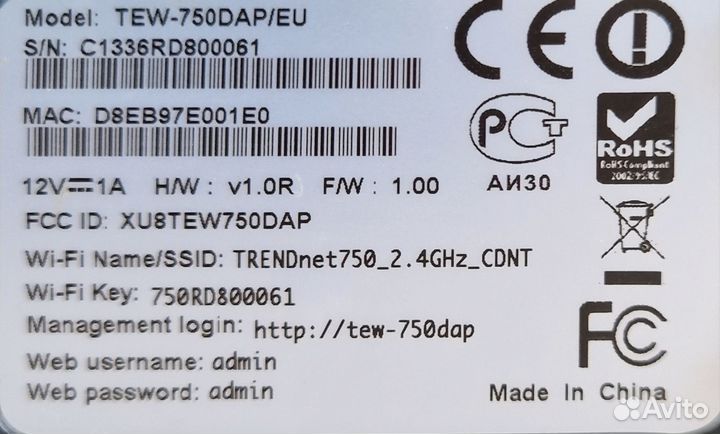 Model: TEW-750DAP/EU
S/N: C1336RD800061
MAC: D8EB97E001E0
12V⎓1A H/W : v1.0R F/W : 1.00
FCC ID: XU8TEW750DAP
Wi-Fi Name/SSID: TRENDnet750_2.4GHz_CDNT
Wi-Fi Key: 750RD800061
Management login: http://tew-750dap
Web username: admin
Web password: admin
CE
РСТ
АИ30
RoHS
RoHS Compliant
2002/95/EC
FC
Made In China
Avito